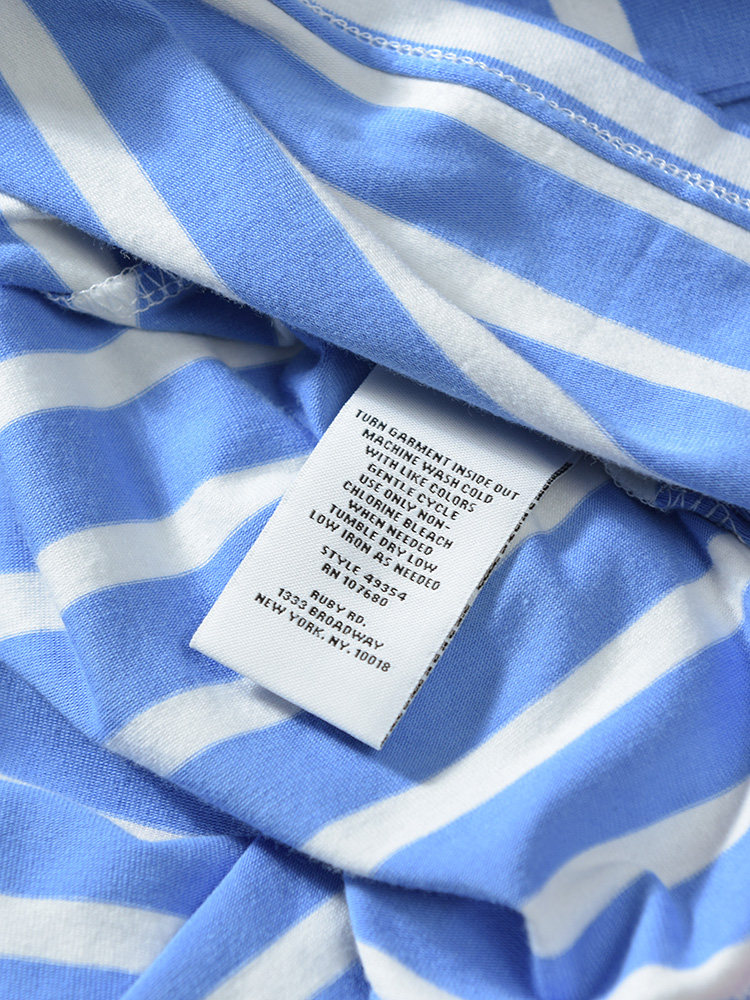 TURN GARMENT INSIDE OUT
MACHINE WASH COLD
WITH LIKE COLORS
GENTLE CYCLE
USE ONLY NON-
CHLORINE BLEACH
WHEN NEEDED
TUMBLE DRY LOW
LOW IRON AS NEEDED
STYLE 49354
RN 107680
RUBY RD.
1333 BROADWAY
NEW YORK, NY. 10018